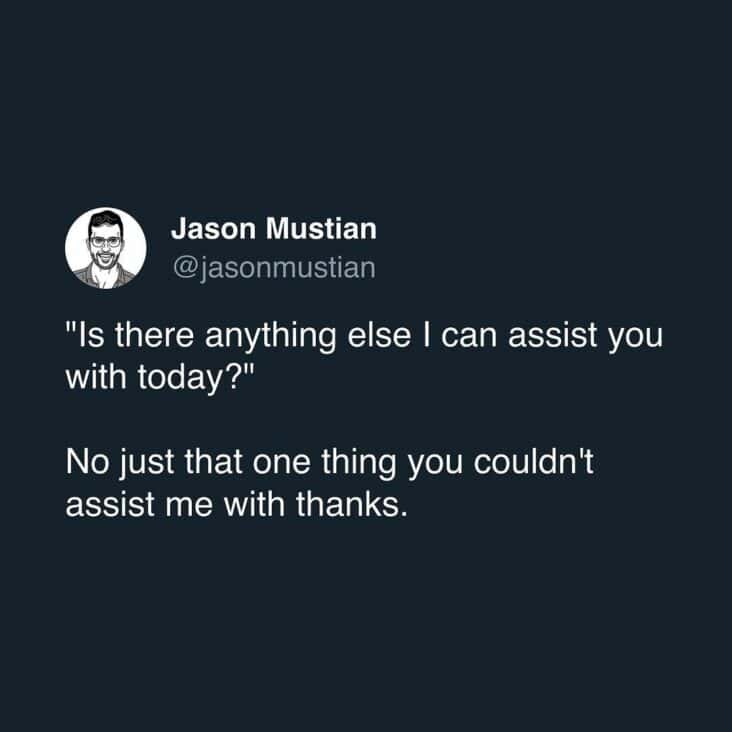 Jason Mustian
@jasonmustian
"Is there anything else I can assist you
with today?"
No just that one thing you couldn't
assist me with thanks.